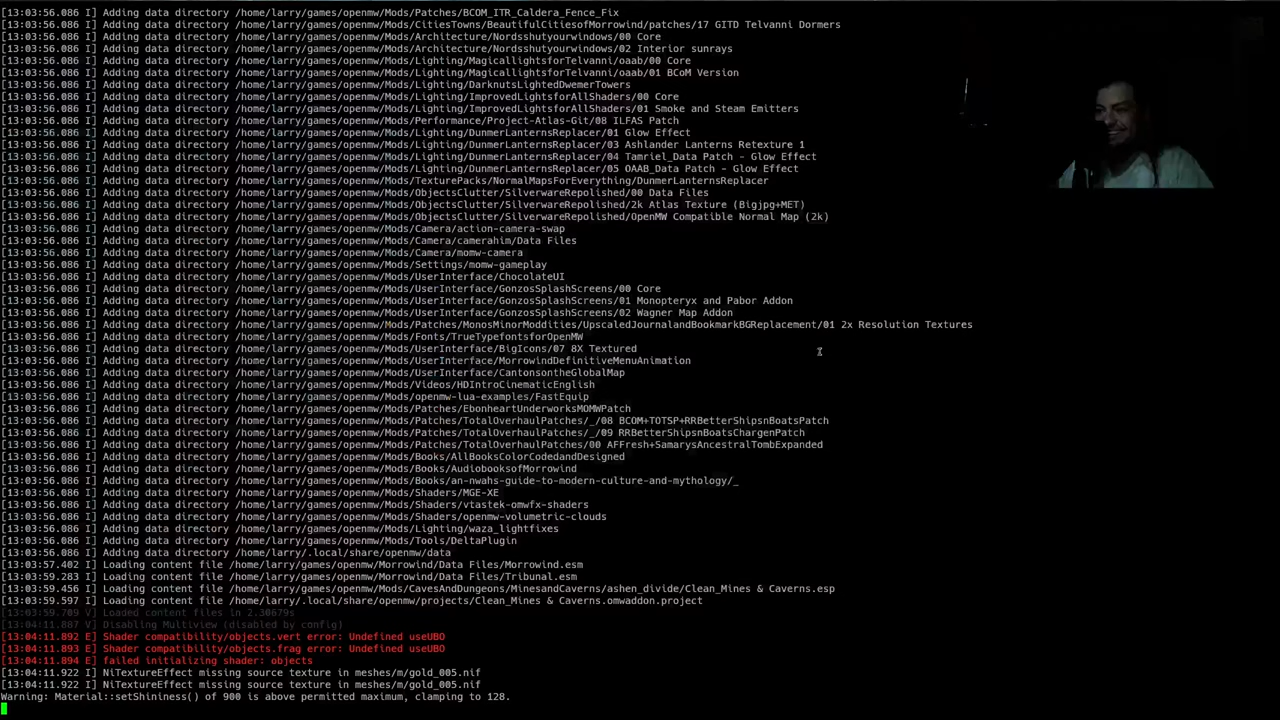 [13:03:56.086 I] Adding data directory /home/larry/games/openmw/Mods/Patches/BCOM_ITR_Caldera_Fence_Fix
[13:03:56.086 I] Adding data directory /home/larry/games/openmw/Mods/CitiesTowns/BeautifulCitiesofMorrowind/patches/17 GITD Telvanni Dormers
[13:03:56.086 I] Adding data directory /home/larry/games/openmw/Mods/Architecture/Nordsshutyourwindows/00 Core
[13:03:56.086 I] Adding data directory /home/larry/games/openmw/Mods/Architecture/Nordsshutyourwindows/02 Interior sunrays
[13:03:56.086 I] Adding data directory /home/larry/games/openmw/Mods/Lighting/MagicallightsforTelvanni/oaab/00 Core
[13:03:56.086 I] Adding data directory /home/larry/games/openmw/Mods/Lighting/MagicallightsforTelvanni/oaab/01 BCoM Version
[13:03:56.086 I] Adding data directory /home/larry/games/openmw/Mods/Lighting/DarknutsLightedDwemerTowers
[13:03:56.086 I] Adding data directory /home/larry/games/openmw/Mods/Lighting/ImprovedLightsforAllShaders/00 Core
[13:03:56.086 I] Adding data directory /home/larry/games/openmw/Mods/Lighting/ImprovedLightsforAllShaders/01 Smoke and Steam Emitters
[13:03:56.086 I] Adding data directory /home/larry/games/openmw/Mods/Performance/Project-Atlas-Git/08 ILFAS Patch
[13:03:56.086 I] Adding data directory /home/larry/games/openmw/Mods/Lighting/DunmerLanternsReplacer/01 Glow Effect
[13:03:56.086 I] Adding data directory /home/larry/games/openmw/Mods/Lighting/DunmerLanternsReplacer/03 Ashlander Lanterns Retexture 1
[13:03:56.086 I] Adding data directory /home/larry/games/openmw/Mods/Lighting/DunmerLanternsReplacer/04 Tamriel_Data Patch - Glow Effect
[13:03:56.086 I] Adding data directory /home/larry/games/openmw/Mods/Lighting/DunmerLanternsReplacer/05 OAAB_Data Patch - Glow Effect
[13:03:56.086 I] Adding data directory /home/larry/games/openmw/Mods/TexturePacks/NormalMapsForEverything/DunmerLanternsReplacer
[13:03:56.086 I] Adding data directory /home/larry/games/openmw/Mods/ObjectsClutter/SilverwareRepolished/00 Data Files
[13:03:56.086 I] Adding data directory /home/larry/games/openmw/Mods/ObjectsClutter/SilverwareRepolished/2k Atlas Texture (Bigjpg+MET)
[13:03:56.086 I] Adding data directory /home/larry/games/openmw/Mods/ObjectsClutter/SilverwareRepolished/OpenMW Compatible Normal Map (2k)
[13:03:56.086 I] Adding data directory /home/larry/games/openmw/Mods/Camera/action-camera-swap
[13:03:56.086 I] Adding data directory /home/larry/games/openmw/Mods/Camera/camerahim/Data Files
[13:03:56.086 I] Adding data directory /home/larry/games/openmw/Mods/Camera/momw-camera
[13:03:56.086 I] Adding data directory /home/larry/games/openmw/Mods/Settings/momw-gameplay
[13:03:56.086 I] Adding data directory /home/larry/games/openmw/Mods/UserInterface/ChocolateUI
[13:03:56.086 I] Adding data directory /home/larry/games/openmw/Mods/UserInterface/GonzosSplashScreens/00 Core
[13:03:56.086 I] Adding data directory /home/larry/games/openmw/Mods/UserInterface/GonzosSplashScreens/01 Monopteryx and Pabor Addon
[13:03:56.086 I] Adding data directory /home/larry/games/openmw/Mods/UserInterface/GonzosSplashScreens/02 Wagner Map Addon
[13:03:56.086 I] Adding data directory /home/larry/games/openmw/Mods/Patches/MonosMinorModdities/UpscaledJournalandBookmarkBGReplacement/01 2x Resolution Textures
[13:03:56.086 I] Adding data directory /home/larry/games/openmw/Mods/Fonts/TrueTypefontsforOpenMW
[13:03:56.086 I] Adding data directory /home/larry/games/openmw/Mods/UserInterface/BigIcons/07 8X Textured
[13:03:56.086 I] Adding data directory /home/larry/games/openmw/Mods/UserInterface/MorrowindDefinitiveMenuAnimation
[13:03:56.086 I] Adding data directory /home/larry/games/openmw/Mods/UserInterface/CantonsontheGlobalMap
[13:03:56.086 I] Adding data directory /home/larry/games/openmw/Mods/Videos/HDIntroCinematicEnglish
[13:03:56.086 I] Adding data directory /home/larry/games/openmw/Mods/openmw-lua-examples/FastEquip
[13:03:56.086 I] Adding data directory /home/larry/games/openmw/Mods/Patches/EbonheartUnderworksMOMWPatch
[13:03:56.086 I] Adding data directory /home/larry/games/openmw/Mods/Patches/TotalOverhaulPatches/_/08 BCOM+TOTSP+RRBetterShipsnBoatsPatch
[13:03:56.086 I] Adding data directory /home/larry/games/openmw/Mods/Patches/TotalOverhaulPatches/_/09 RRBetterShipsnBoatsChargenPatch
[13:03:56.086 I] Adding data directory /home/larry/games/openmw/Mods/Patches/TotalOverhaulPatches/00 AFFresh+SamarysAncestralTombExpanded
[13:03:56.086 I] Adding data directory /home/larry/games/openmw/Mods/Books/AllBooksColorCodedandDesigned
[13:03:56.086 I] Adding data directory /home/larry/games/openmw/Mods/Books/AudiobooksofMorrowind
[13:03:56.086 I] Adding data directory /home/larry/games/openmw/Mods/Books/an-nwahs-guide-to-modern-culture-and-mythology/_
[13:03:56.086 I] Adding data directory /home/larry/games/openmw/Mods/Shaders/MGE-XE
[13:03:56.086 I] Adding data directory /home/larry/games/openmw/Mods/Shaders/vtastek-omwfx-shaders
[13:03:56.086 I] Adding data directory /home/larry/games/openmw/Mods/Shaders/openmw-volumetric-clouds
[13:03:56.086 I] Adding data directory /home/larry/games/openmw/Mods/Lighting/waza_lightfixes
[13:03:56.086 I] Adding data directory /home/larry/games/openmw/Mods/Tools/DeltaPlugin
[13:03:56.086 I] Adding data directory /home/larry/.local/share/openmw/data
[13:03:57.402 I] Loading content file /home/larry/games/openmw/Morrowind/Data Files/Morrowind.esm
[13:03:59.283 I] Loading content file /home/larry/games/openmw/Morrowind/Data Files/Tribunal.esm
[13:03:59.456 I] Loading content file /home/larry/games/openmw/Mods/CavesAndDungeons/MinesandCaverns/ashen_divide/Clean_Mines & Caverns.esp
[13:03:59.597 I] Loading content file /home/larry/.local/share/openmw/projects/Clean_Mines & Caverns.omwaddon.project
[13:03:59.709 V] Loaded content files in 2.30679s
[13:04:11.887 V] Disabling Multiview (disabled by config)
[13:04:11.892 E] Shader compatibility/objects.vert error: Undefined useUBO
[13:04:11.893 E] Shader compatibility/objects.frag error: Undefined useUBO
[13:04:11.894 E] failed initializing shader: objects
[13:04:11.922 I] NiTextureEffect missing source texture in meshes/m/gold_005.nif
[13:04:11.922 I] NiTextureEffect missing source texture in meshes/m/gold_005.nif
Warning: Material::setShininess() of 900 is above permitted maximum, clamping to 128.